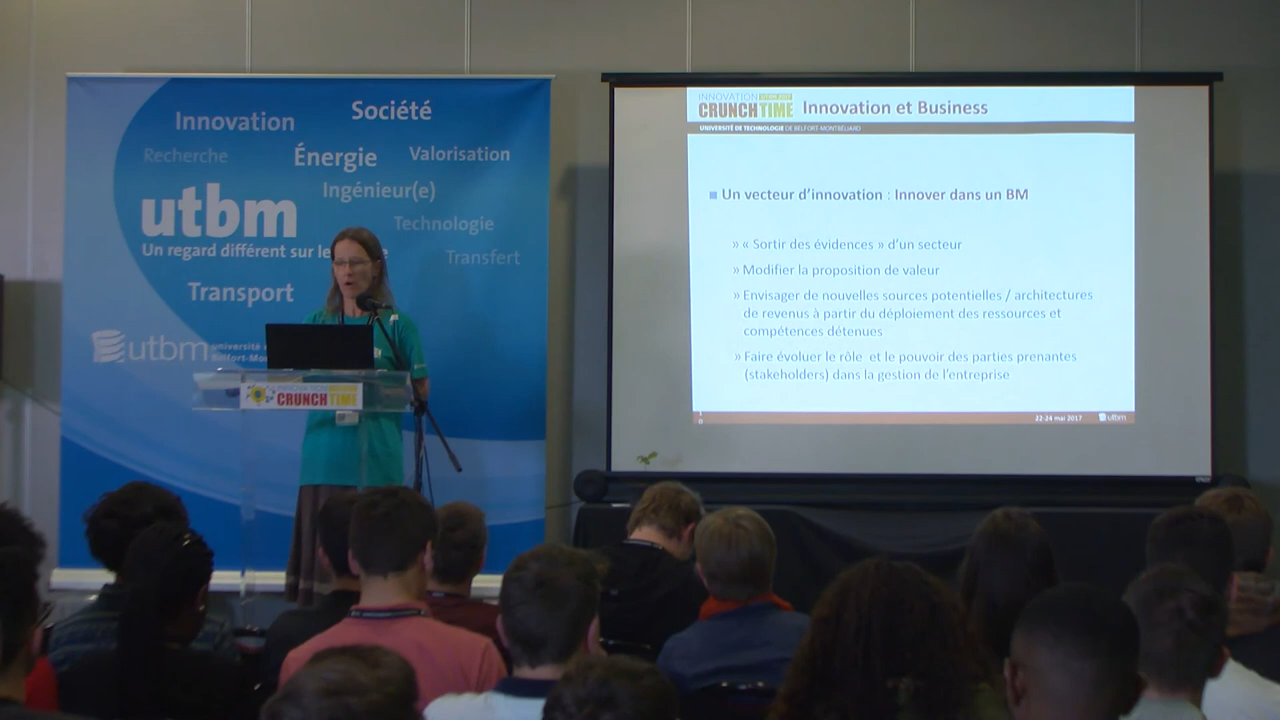 Société
Innovation
Recherche
Énergie
Valorisation
Ingénieur(e)
utbm
Technologie
Un regard différent sur le
Transfert
Transport
utbm université
Belfort-Mo
INNOVATION
CRUNCH TIME
INNOVATION
CRUNCH TIME
Innovation et Business
UNIVERSITÉ DE TECHNOLOGIE DE BELFORT-MONTBÉLIARD
Un vecteur d'innovation : Innover dans un BM
» « Sortir des évidences » d'un secteur
» Modifier la proposition de valeur
» Envisager de nouvelles sources potentielles / architectures
de revenus à partir du déploiement des ressources et
compétences détenues
» Faire évoluer le rôle et le pouvoir des parties prenantes
(stakeholders) dans la gestion de l'entreprise
22-24 mai 2017
utbm